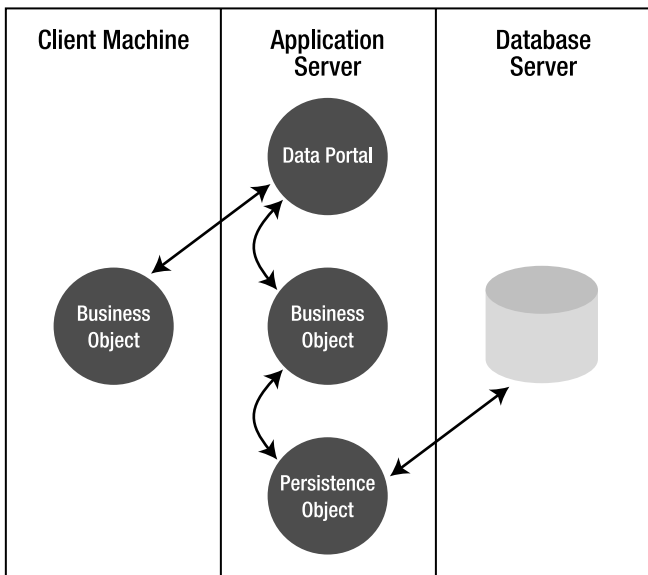 Client Machine
Application
Server
Database
Server
Data Portal
Business
Object
Business
Object
Persistence
Object